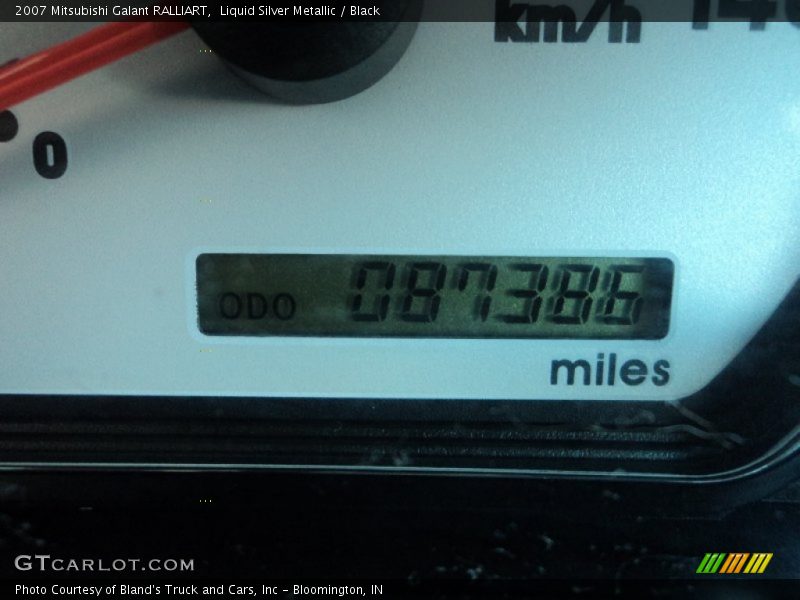 2007 Mitsubishi Galant RALLIART, Liquid Silver Metallic / Black
km/h
0
ODO 087386
miles
GTCARLOT.COM
Photo Courtesy of Bland's Truck and Cars, Inc - Bloomington, IN